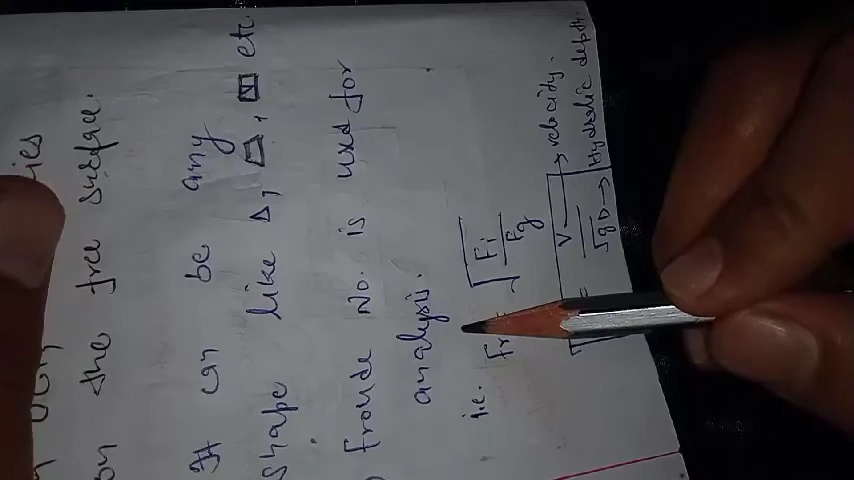 on the free surface.
It can be any
shape like Δ, ▱, □ etc
Froude No. is used for
analysis.
i.e. Fr = √(Fi/Fg)
= V/√gD → velocity. → Hydraulic depth.